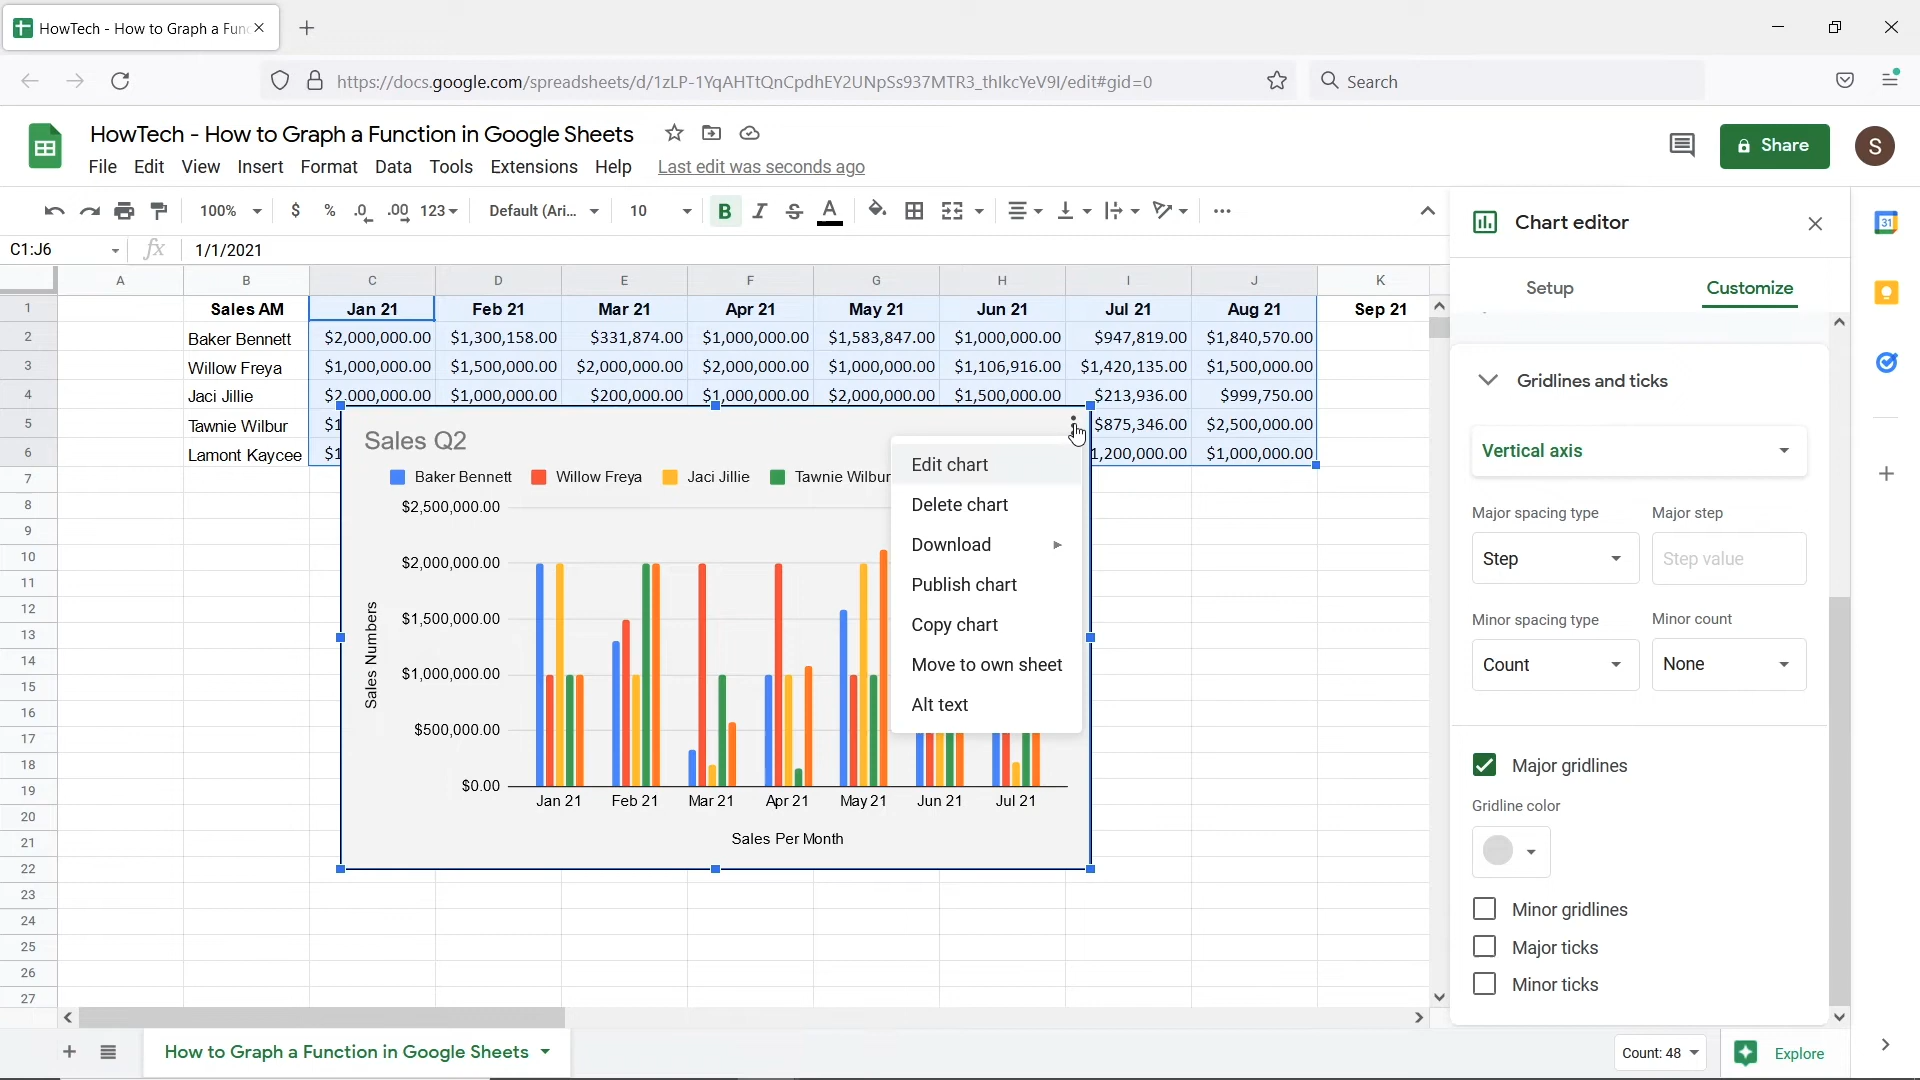 HowTech - How to Graph a Func
https://docs.google.com/spreadsheets/d/1zLP-1YqAHTtQnCpdhEY2UNpSs937MTR3_thIkcYeV9I/edit#gid=0
Search
HowTech - How to Graph a Function in Google Sheets
File Edit View Insert Format Data Tools Extensions Help Last edit was seconds ago
Share
S
100% $ % .0 .00 123 Default (Ari... 10 B I S A
C1:J6 fx 1/1/2021
Chart editor
31
Setup Customize
A B C D E F G H I J K
1 Sales AM Jan 21 Feb 21 Mar 21 Apr 21 May 21 Jun 21 Jul 21 Aug 21 Sep 21
2 Baker Bennett $2,000,000.00 $1,300,158.00 $331,874.00 $1,000,000.00 $1,583,847.00 $1,000,000.00 $947,819.00 $1,840,570.00
3 Willow Freya $1,000,000.00 $1,500,000.00 $2,000,000.00 $2,000,000.00 $1,000,000.00 $1,106,916.00 $1,420,135.00 $1,500,000.00
4 Jaci Jillie $2,000,000.00 $1,000,000.00 $200,000.00 $1,000,000.00 $2,000,000.00 $1,500,000.00 $213,936.00 $999,750.00
5 Tawnie Wilbur $1 $875,346.00 $2,500,000.00
6 Lamont Kaycee $1 1,200,000.00 $1,000,000.00
7
8
9
10
11
12
13
14
15
16
17
18
19
20
21
22
23
24
25
26
27
Sales Q2
Baker Bennett Willow Freya Jaci Jillie Tawnie Wilbur
$2,500,000.00
$2,000,000.00
$1,500,000.00
$1,000,000.00
$500,000.00
$0.00
Sales Numbers
Jan 21 Feb 21 Mar 21 Apr 21 May 21 Jun 21 Jul 21
Sales Per Month
Edit chart
Delete chart
Download
Publish chart
Copy chart
Move to own sheet
Alt text
Gridlines and ticks
Vertical axis
Major spacing type Major step
Step Step value
Minor spacing type Minor count
Count None
Major gridlines
Gridline color
Minor gridlines
Major ticks
Minor ticks
How to Graph a Function in Google Sheets
Count: 48
Explore